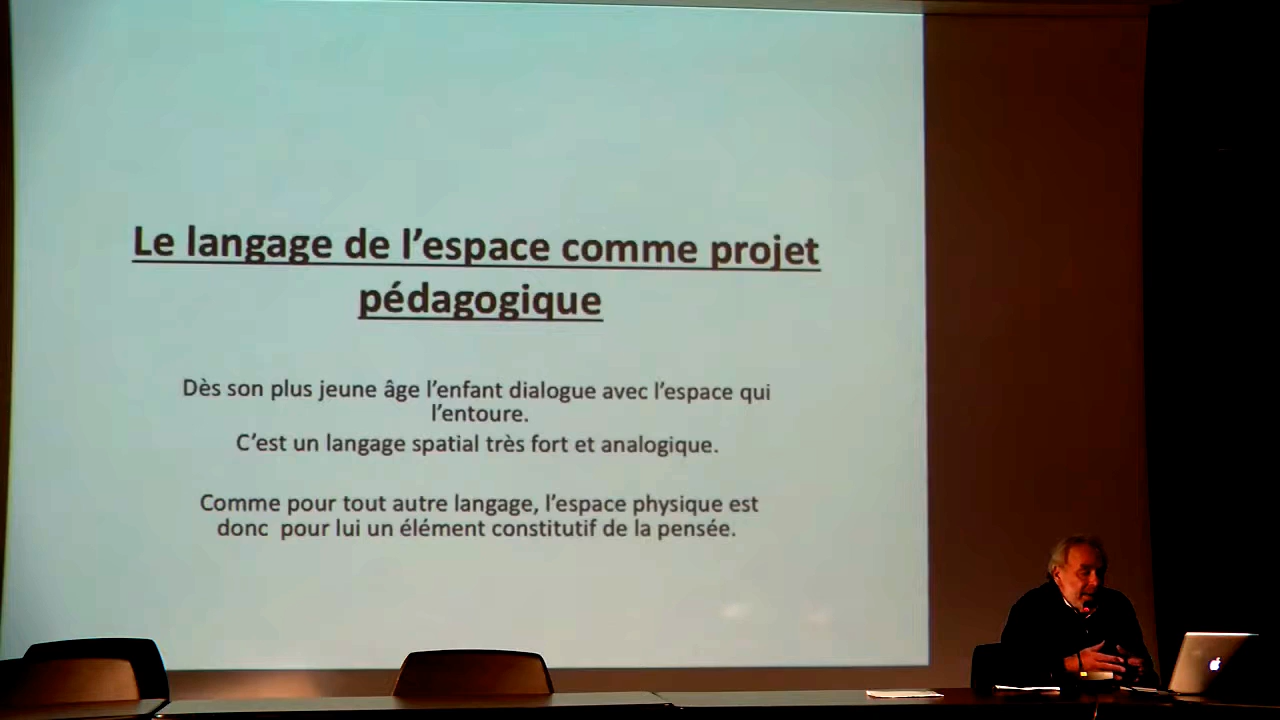 Le langage de l’espace comme projet
pédagogique
Dès son plus jeune âge l’enfant dialogue avec l’espace qui
l’entoure.
C’est un langage spatial très fort et analogique.
Comme pour tout autre langage, l’espace physique est
donc pour lui un élément constitutif de la pensée.